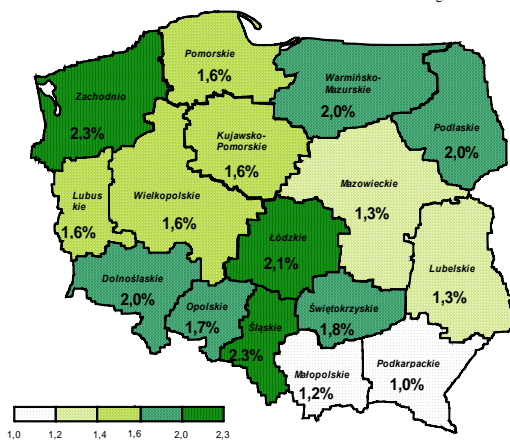 Pomorskie
1,6%
Warmińsko-
Mazurskie
2,0%
Zachodnio
2,3%
Podlaskie
2,0%
Kujawsko-
Pomorskie
1,6%
Mazowieckie
1,3%
Lubus
kie
1,6%
Wielkopolskie
1,6%
Łódzkie
2,1%
Lubelskie
1,3%
Dolnośląskie
2,0%
Opolskie
1,7%
Śląskie
2.3%
Świętokrzyskie
1,8%
Małopolskie
1,2%
Podkarpackie
1,0%
1,0 1,2 1,4 1,6 2,0 2,3